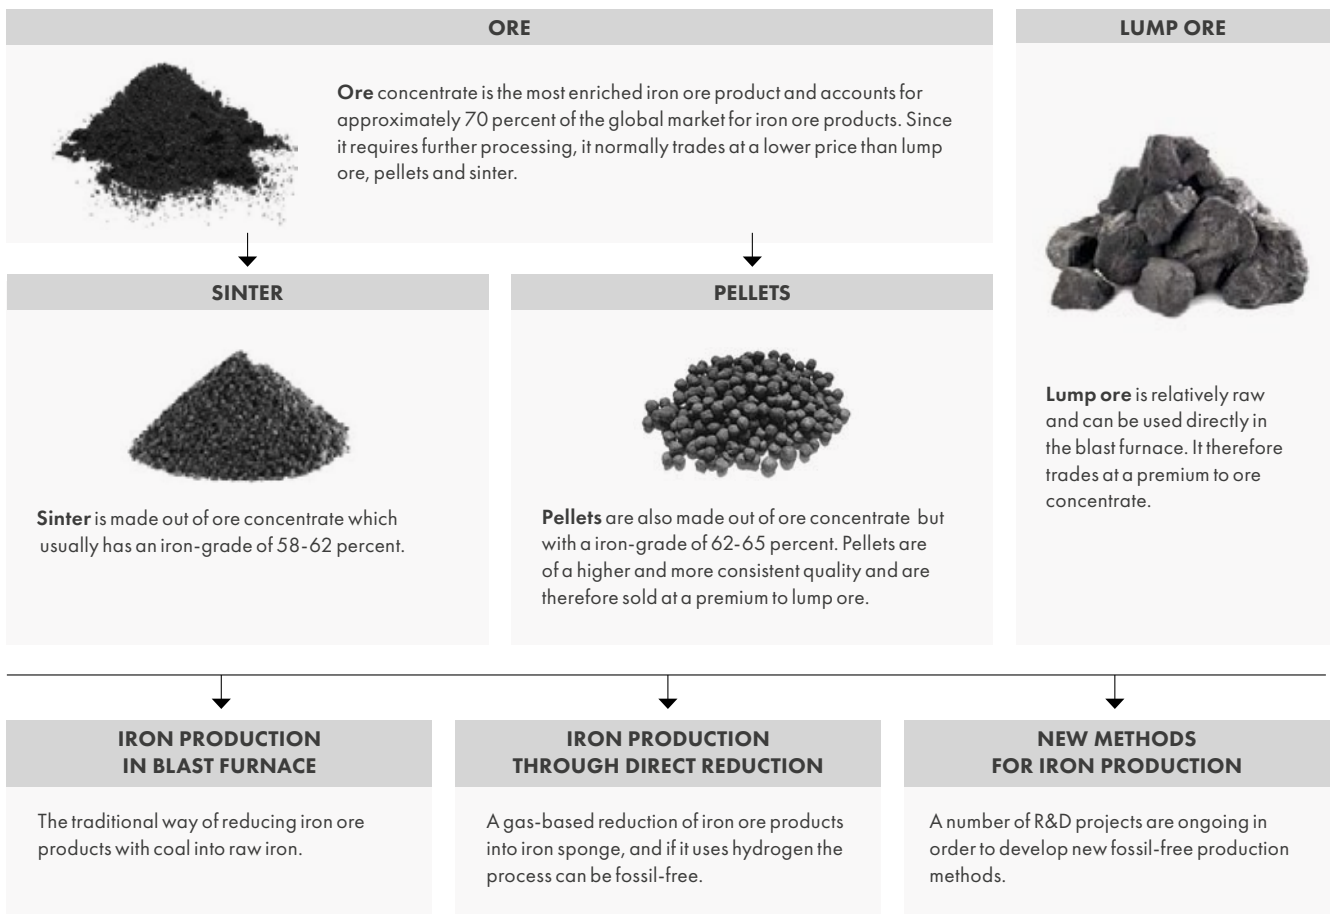 ORE
Ore concentrate is the most enriched iron ore product and accounts for
approximately 70 percent of the global market for iron ore products. Since
it requires further processing, it normally trades at a lower price than lump
ore, pellets and sinter.
LUMP ORE
Lump ore is relatively raw
and can be used directly in
the blast furnace. It therefore
trades at a premium to ore
concentrate.
SINTER
Sinter is made out of ore concentrate which
usually has an iron-grade of 58-62 percent.
PELLETS
Pellets are also made out of ore concentrate but
with a iron-grade of 62-65 percent. Pellets are
of a higher and more consistent quality and are
therefore sold at a premium to lump ore.
IRON PRODUCTION
IN BLAST FURNACE
The traditional way of reducing iron ore
products with coal into raw iron.
IRON PRODUCTION
THROUGH DIRECT REDUCTION
A gas-based reduction of iron ore products
into iron sponge, and if it uses hydrogen the
process can be fossil-free.
NEW METHODS
FOR IRON PRODUCTION
A number of R&D projects are ongoing in
order to develop new fossil-free production
methods.